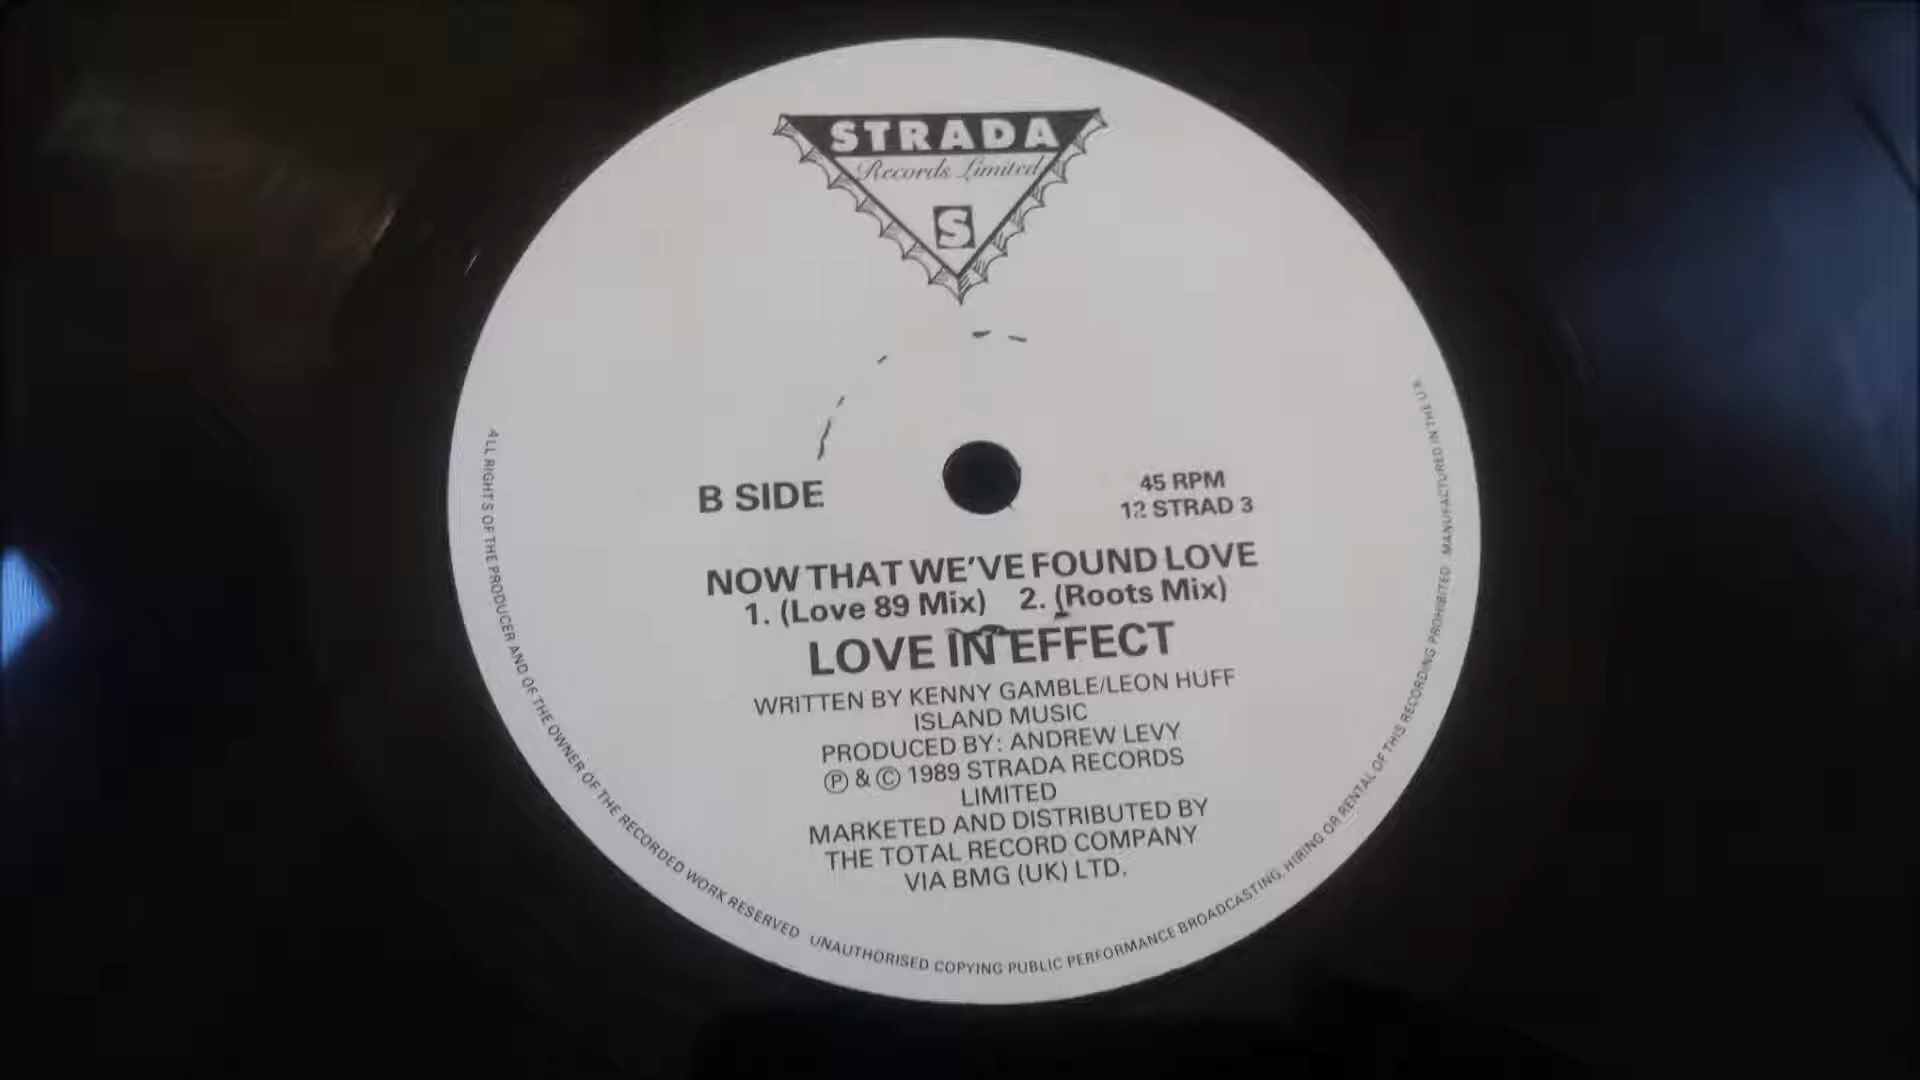 STRADA
Records Limited
S
B SIDE
45 RPM
12 STRAD 3
NOW THAT WE'VE FOUND LOVE
1. (Love 89 Mix) 2. (Roots Mix)
LOVE IN EFFECT
WRITTEN BY KENNY GAMBLE/LEON HUFF
ISLAND MUSIC
PRODUCED BY: ANDREW LEVY
℗ & © 1989 STRADA RECORDS
LIMITED
MARKETED AND DISTRIBUTED BY
THE TOTAL RECORD COMPANY
VIA BMG (UK) LTD.
ALL RIGHTS OF THE PRODUCER AND OF THE OWNER OF THE RECORDED WORK RESERVED UNAUTHORISED COPYING PUBLIC PERFORMANCE BROADCASTING, HIRING OR RENTAL OF THIS RECORDING PROHIBITED MANUFACTURED IN THE U.K.